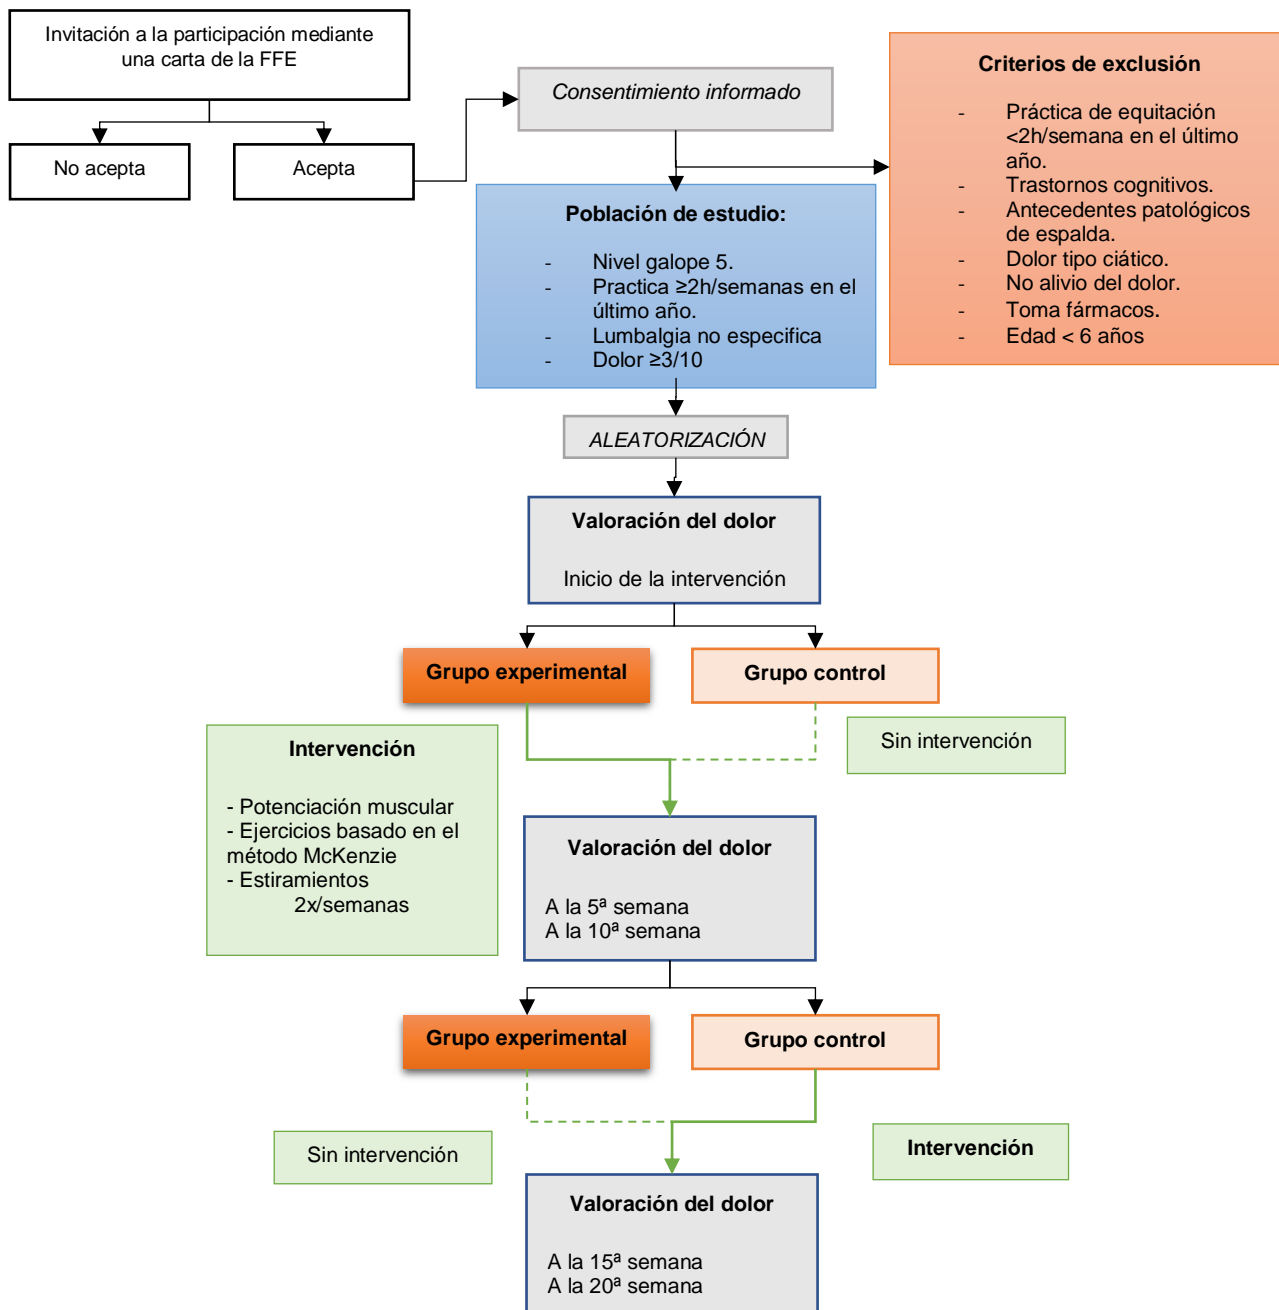 Invitación a la participación mediante
una carta de la FFE
No acepta
Acepta
Consentimiento informado
Criterios de exclusión
- Práctica de equitación
<2h/semana en el último
año.
- Trastornos cognitivos.
- Antecedentes patológicos
de espalda.
- Dolor tipo ciático.
- No alivio del dolor.
- Toma fármacos.
- Edad < 6 años
Población de estudio:
- Nivel galope 5.
- Practica ≥2h/semanas en el
último año.
- Lumbalgia no especifica
- Dolor ≥3/10
ALEATORIZACIÓN
Valoración del dolor
Inicio de la intervención
Grupo experimental
Grupo control
Intervención
- Potenciación muscular
- Ejercicios basado en el
método McKenzie
- Estiramientos
2x/semanas
Sin intervención
Valoración del dolor
A la 5ª semana
A la 10ª semana
Grupo experimental
Grupo control
Sin intervención
Intervención
Valoración del dolor
A la 15ª semana
A la 20ª semana